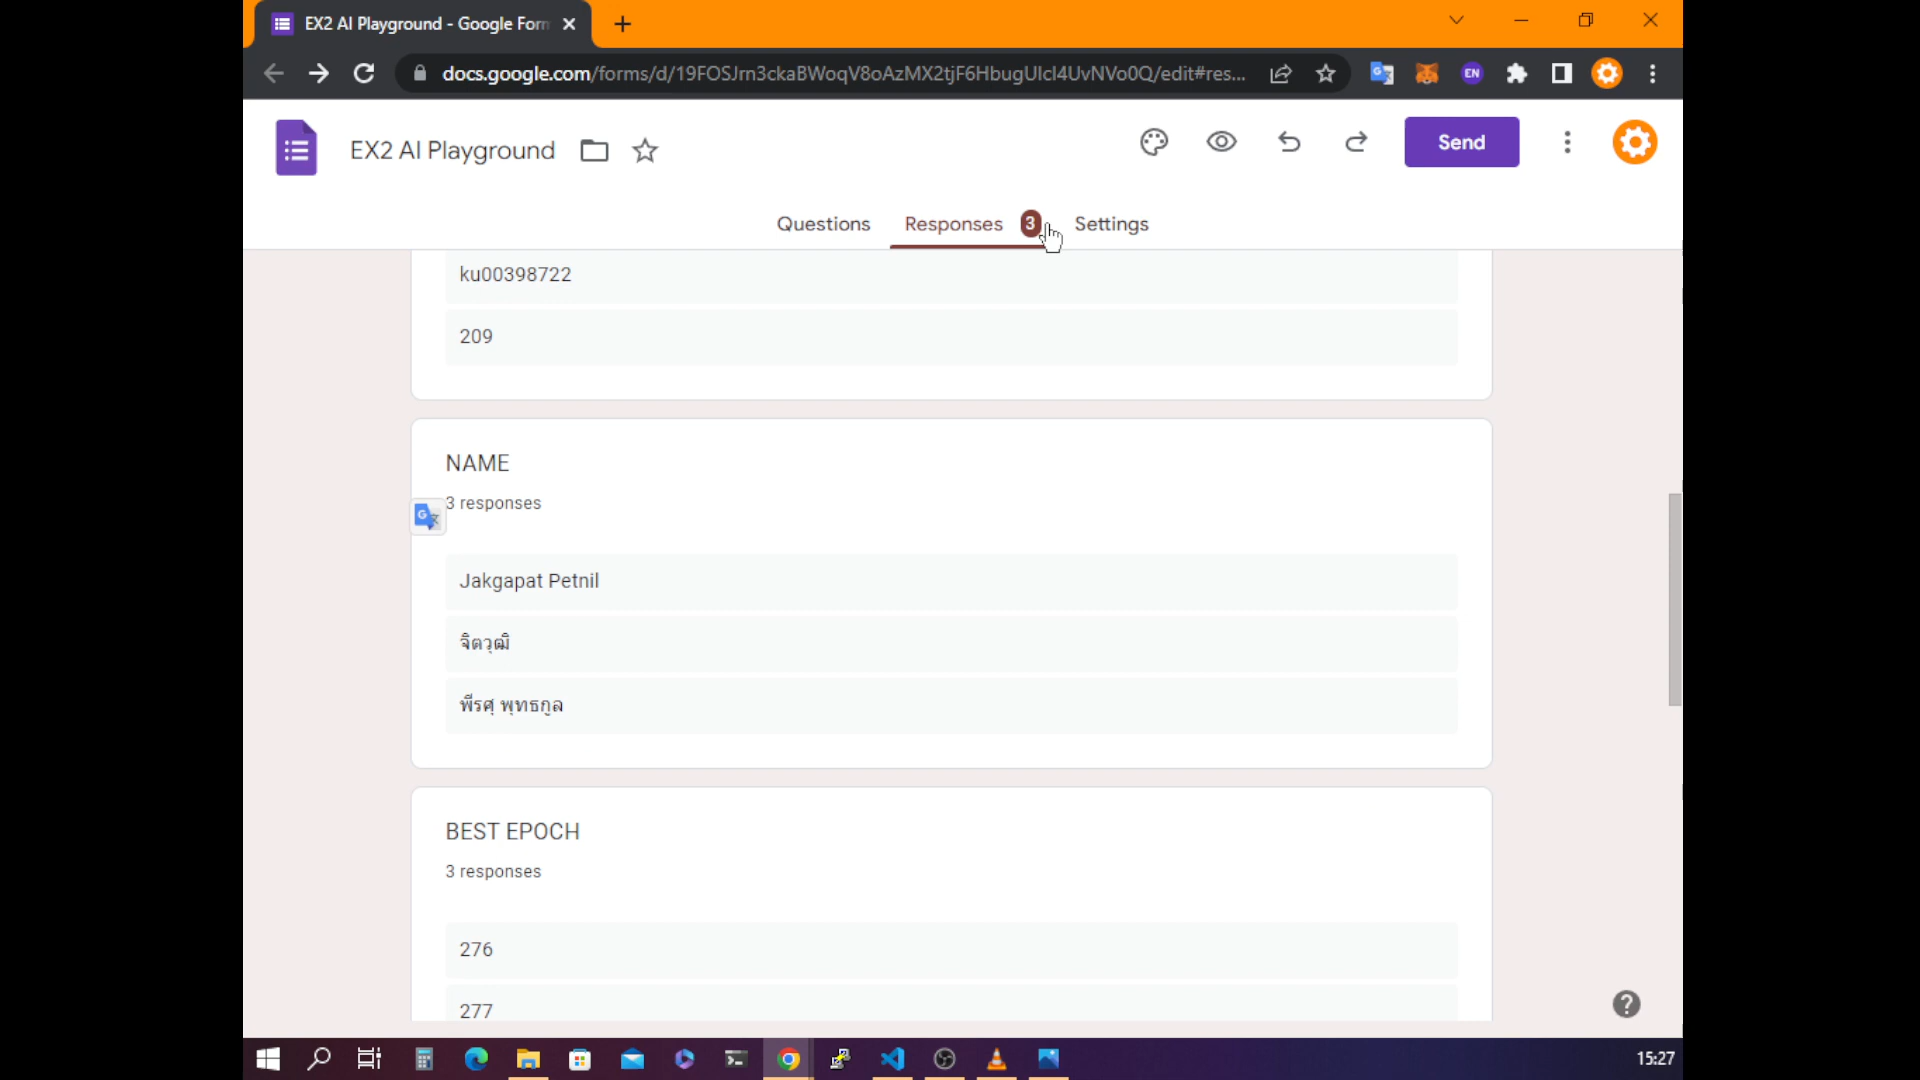 EX2 AI Playground - Google Form
docs.google.com/forms/d/19FOSJrn3ckaBWoqV8oAzMX2tjF6HbugUIcI4UvNVo0Q/edit#res...
EN
EX2 AI Playground
Send
Questions
Responses 3
Settings
ku00398722
209
NAME
3 responses
Jakgapat Petnil
จิตวุฒิ
พีรศุ พุทธกูล
BEST EPOCH
3 responses
276
277
15:27